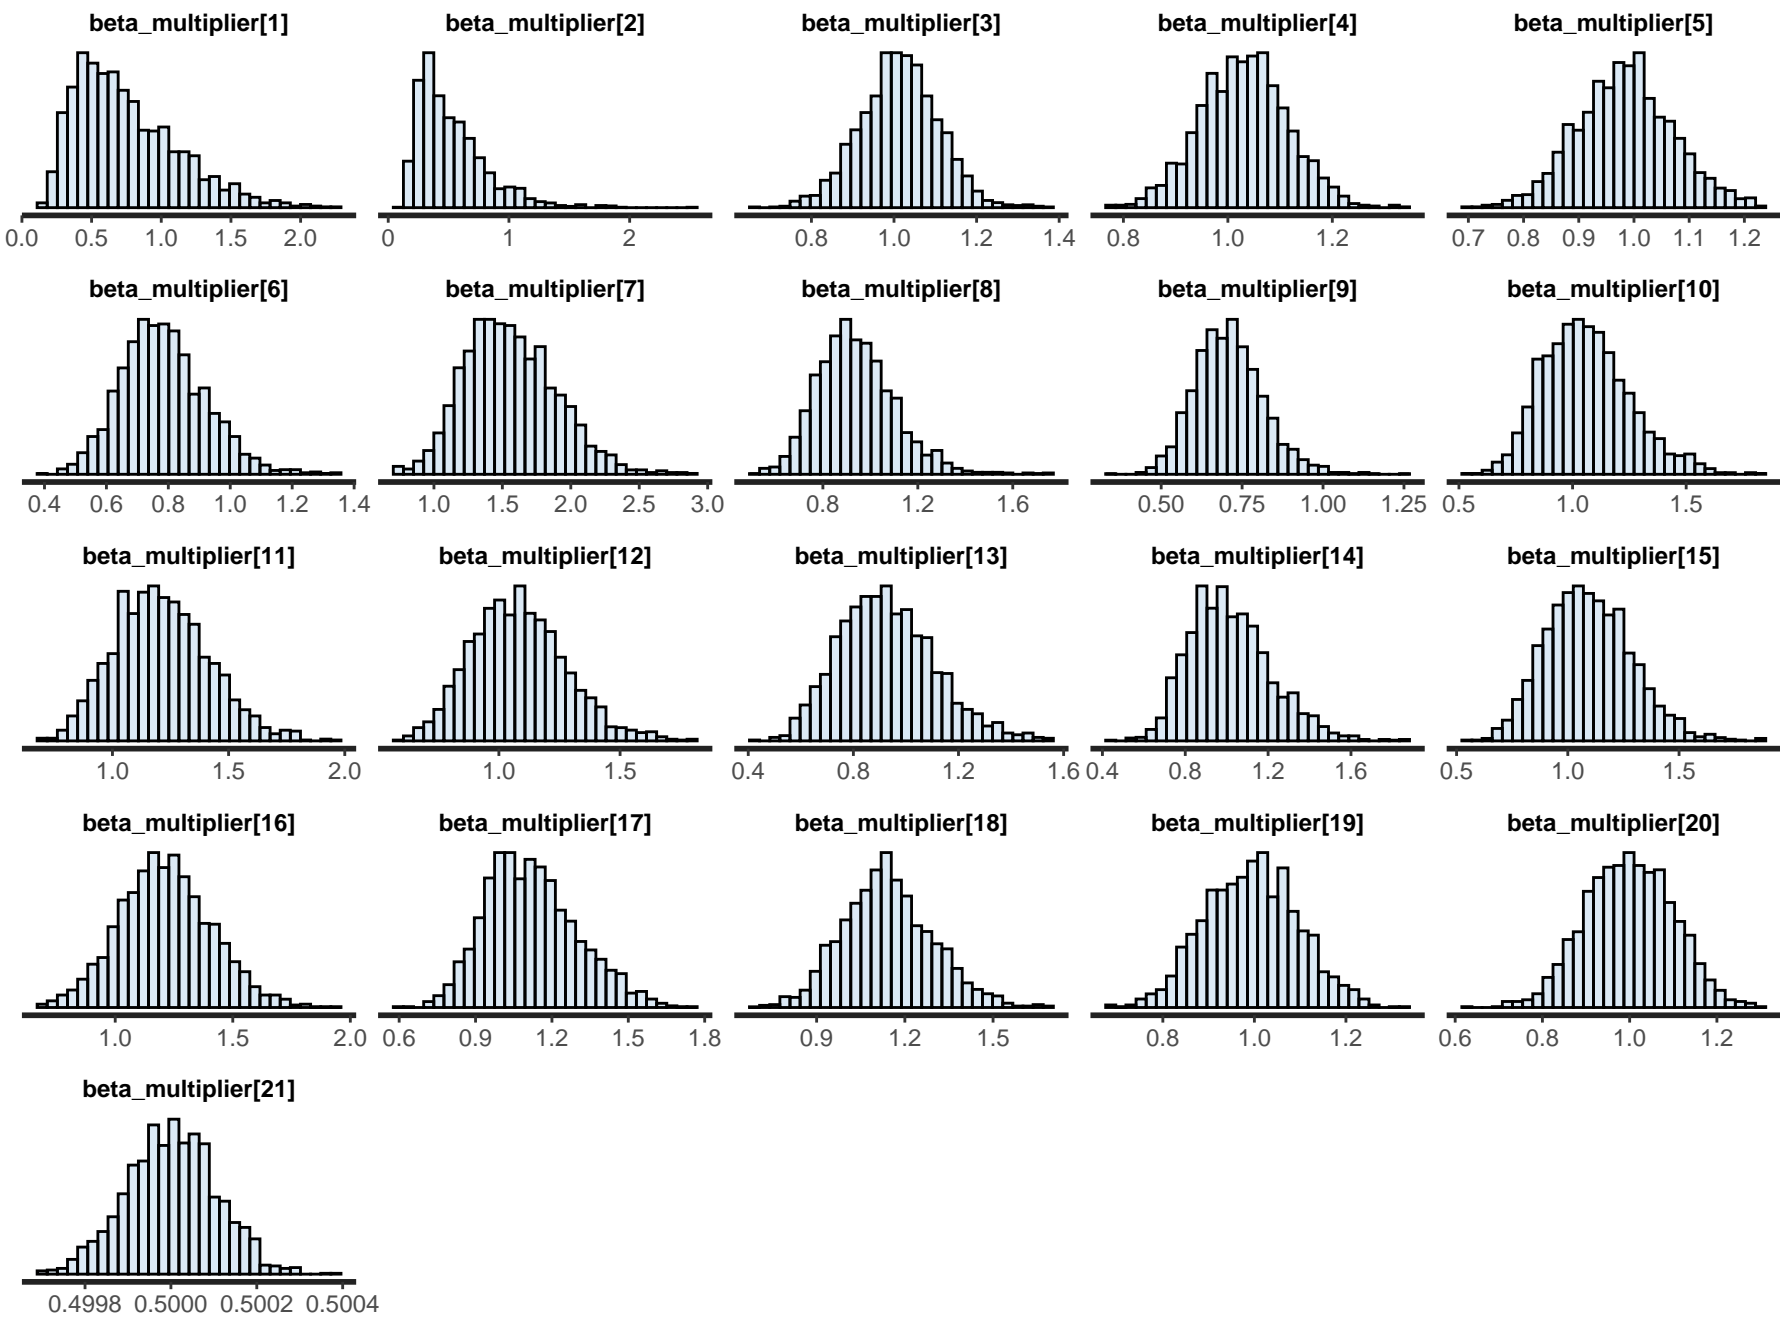 beta_multiplier[1] beta_multiplier[2] beta_multiplier[3] beta_multiplier[4] beta_multiplier[5]
0.0 0.5 1.0 1.5 2.0 0 1 2 0.8 1.0 1.2 1.4 0.8 1.0 1.2 0.7 0.8 0.9 1.0 1.1 1.2
beta_multiplier[6] beta_multiplier[7] beta_multiplier[8] beta_multiplier[9] beta_multiplier[10]
0.4 0.6 0.8 1.0 1.2 1.4 1.0 1.5 2.0 2.5 3.0 0.8 1.2 1.6 0.50 0.75 1.00 1.25 0.5 1.0 1.5
beta_multiplier[11] beta_multiplier[12] beta_multiplier[13] beta_multiplier[14] beta_multiplier[15]
1.0 1.5 2.0 1.0 1.5 0.4 0.8 1.2 1.6 0.4 0.8 1.2 1.6 0.5 1.0 1.5
beta_multiplier[16] beta_multiplier[17] beta_multiplier[18] beta_multiplier[19] beta_multiplier[20]
1.0 1.5 2.0 0.6 0.9 1.2 1.5 1.8 0.9 1.2 1.5 0.8 1.0 1.2 0.6 0.8 1.0 1.2
beta_multiplier[21]
0.4998 0.5000 0.5002 0.5004